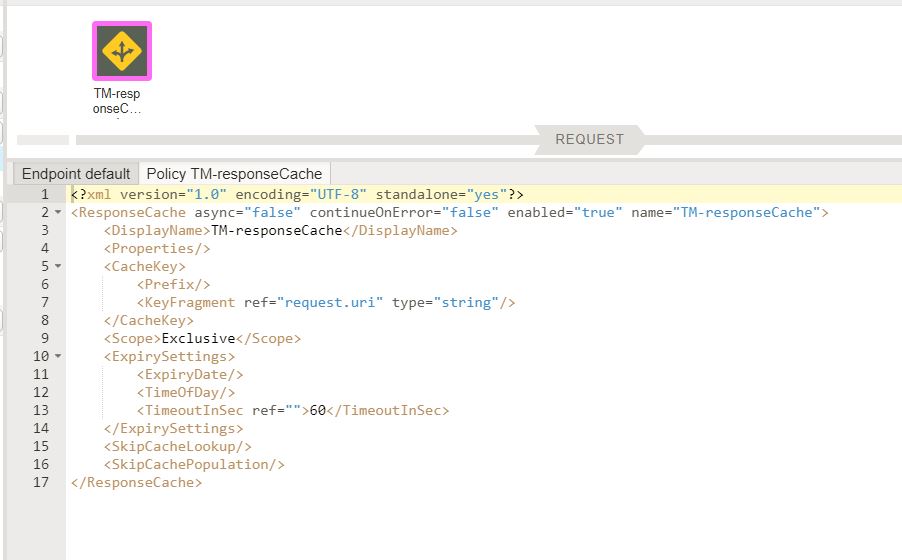 TM-resp
onseC...
REQUEST
Endpoint default Policy TM-responseCache
1 <?xml version="1.0" encoding="UTF-8" standalone="yes"?>
2 <ResponseCache async="false" continueOnError="false" enabled="true" name="TM-responseCache">
3 <DisplayName>TM-responseCache</DisplayName>
4 <Properties/>
5 <CacheKey>
6 <Prefix/>
7 <KeyFragment ref="request.uri" type="string"/>
8 </CacheKey>
9 <Scope>Exclusive</Scope>
10 <ExpirySettings>
11 <ExpiryDate/>
12 <TimeOfDay/>
13 <TimeoutInSec ref="">60</TimeoutInSec>
14 </ExpirySettings>
15 <SkipCacheLookup/>
16 <SkipCachePopulation/>
17 </ResponseCache>